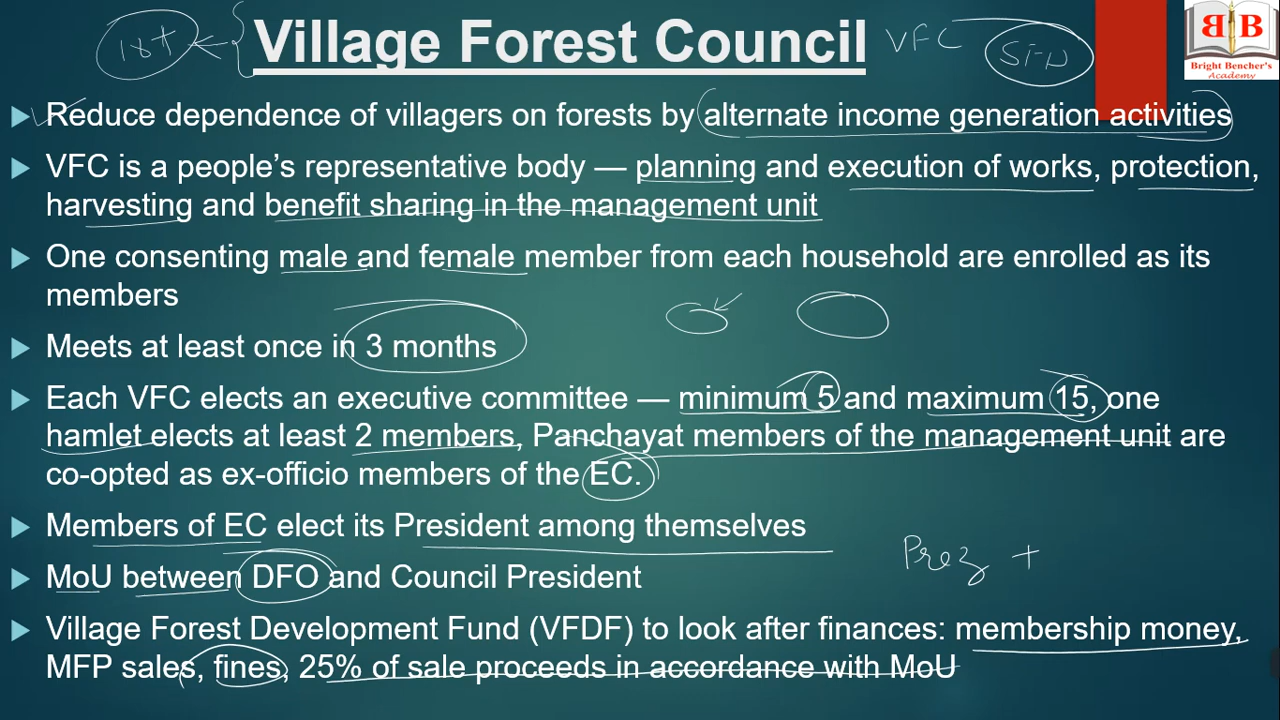 Village Forest Council
VFC
Bright Bencher's
Academy
Reduce dependence of villagers on forests by alternate income generation activities
VFC is a people's representative body — planning and execution of works, protection,
harvesting and benefit sharing in the management unit
One consenting male and female member from each household are enrolled as its
members
Meets at least once in 3 months
Each VFC elects an executive committee — minimum 5 and maximum 15, one
hamlet elects at least 2 members, Panchayat members of the management unit are
co-opted as ex-officio members of the EC.
Members of EC elect its President among themselves
Prez +
MoU between DFO and Council President
Village Forest Development Fund (VFDF) to look after finances: membership money,
MFP sales, fines, 25% of sale proceeds in accordance with MoU